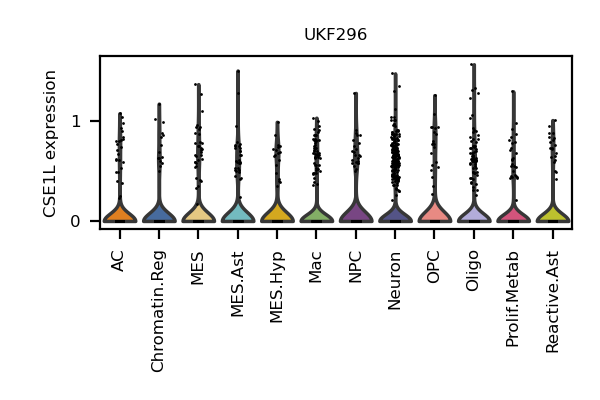 UKF296
CSE1L expression
1
0
AC
Chromatin.Reg
MES
MES.Ast
MES.Hyp
Mac
NPC
Neuron
OPC
Oligo
Prolif.Metab
Reactive.Ast